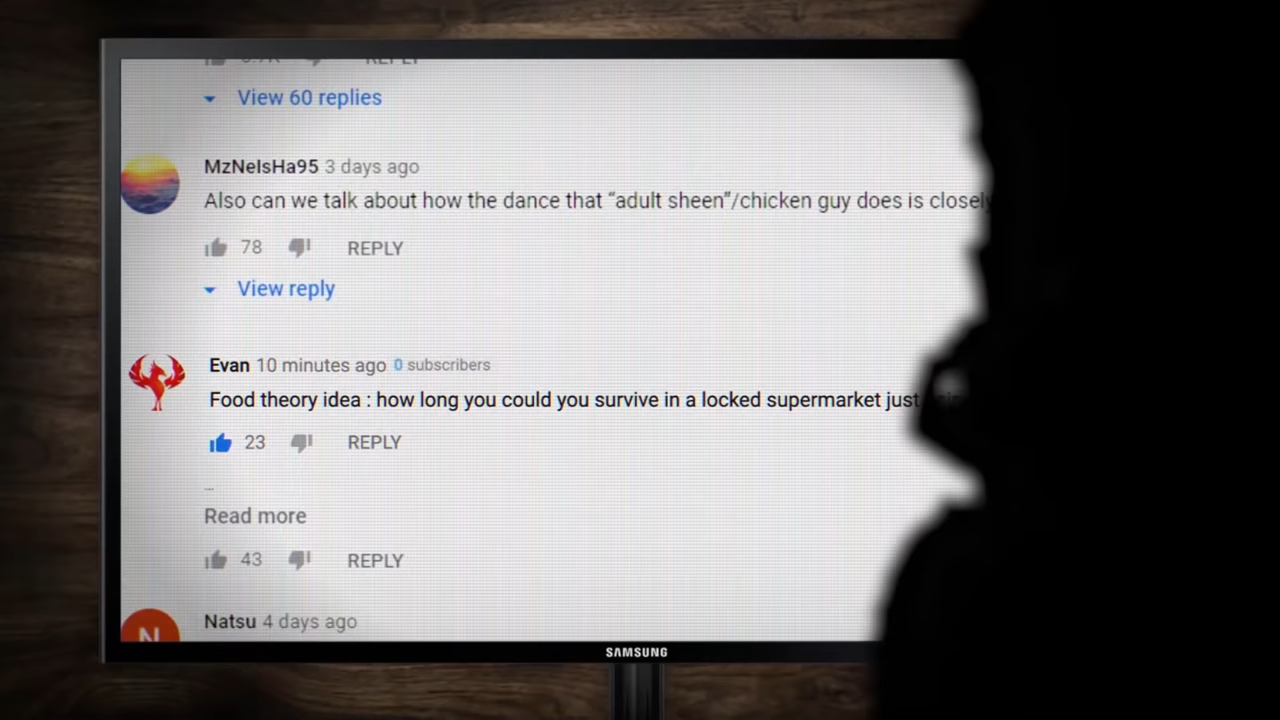 REPLY
View 60 replies
MzNeIsHa95 3 days ago
Also can we talk about how the dance that “adult sheen”/chicken guy does is closely
78 REPLY
View reply
Evan 10 minutes ago 0 subscribers
Food theory idea : how long you could you survive in a locked supermarket just
23 REPLY
...
Read more
43 REPLY
N
Natsu 4 days ago
SAMSUNG